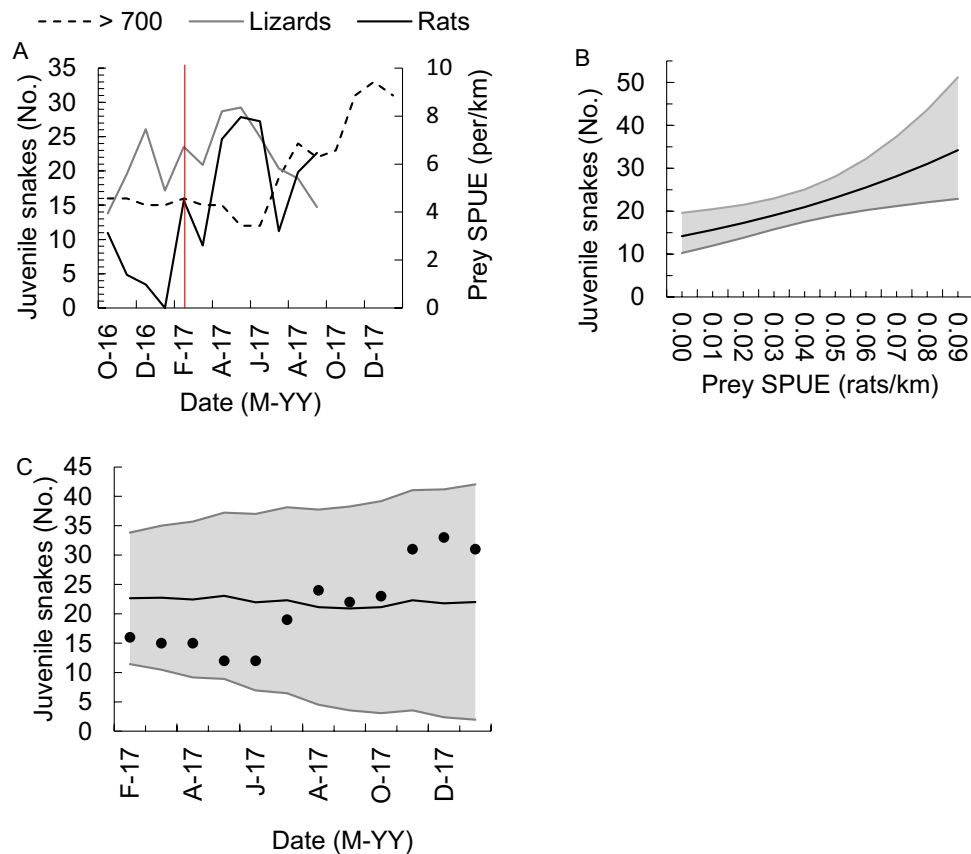 > 700 Lizards Rats
A
Juvenile snakes (No.)
35
30
25
20
15
10
5
0
10
8
6
4
2
0
Prey SPUE (per/km)
O-16 D-16 F-17 A-17 J-17 A-17 O-17 D-17
Date (M-YY)
B
Juvenile snakes (No.)
50
40
30
20
10
0
0.00 0.01 0.02 0.03 0.04 0.05 0.06 0.07 0.08 0.09
Prey SPUE (rats/km)
C
Juvenile snakes (No.)
45
40
35
30
25
20
15
10
5
0
F-17 A-17 J-17 A-17 O-17 D-17
Date (M-YY)